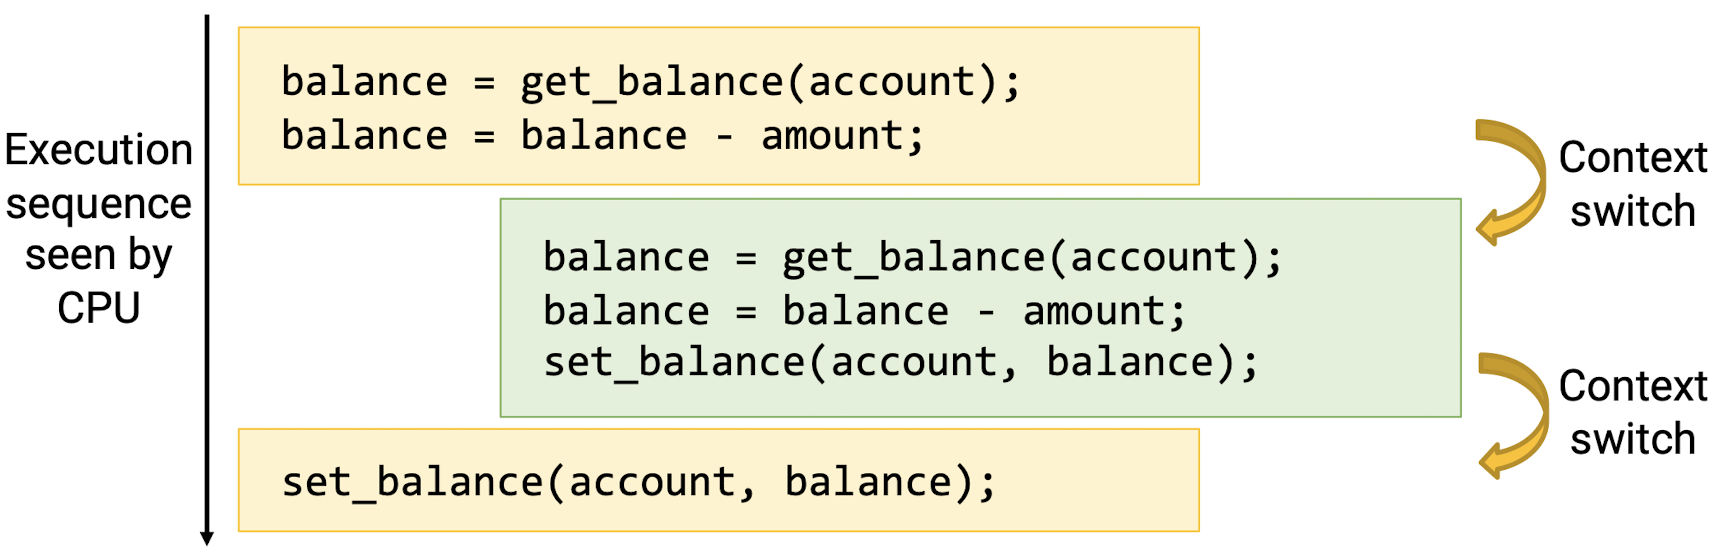 Execution
sequence
seen by
CPU
balance = get_balance(account);
balance = balance - amount;
Context
switch
balance = get_balance(account);
balance = balance - amount;
set_balance(account, balance);
Context
switch
set_balance(account, balance);